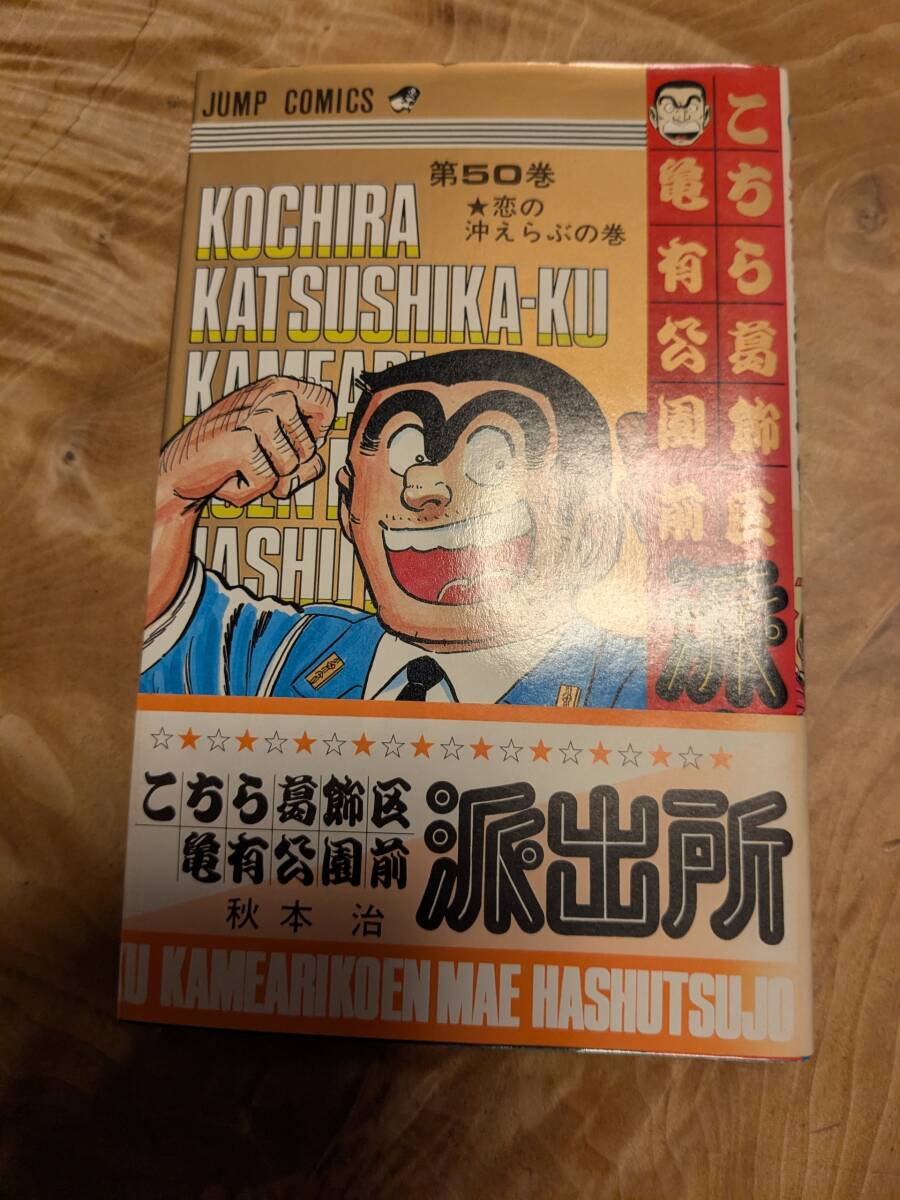 JUMP COMICS
第50巻
★恋の
沖えらぶの巻
KOCHIRA
KATSUSHIKA-KU
KAMEARI
こちら葛飾区
亀有公園前
派
☆★☆★☆★☆★☆★☆★☆★☆★☆★☆★
こちら葛飾区
亀有公園前
派出所
秋本 治
U KAMEARIKOEN MAE HASHUTSUJO